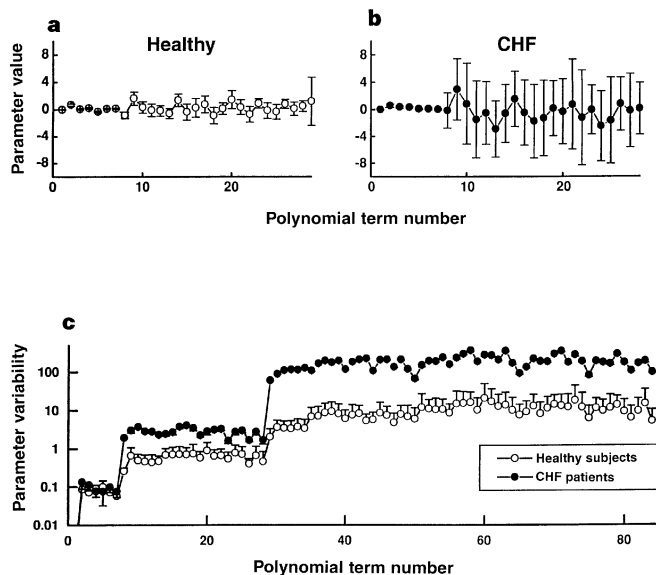 a
b
Healthy
CHF
Parameter value
8
4
0
-4
-8
0
10
20
8
4
0
-4
-8
0
10
20
Polynomial term number
c
Parameter variability
100
10
1
0.1
0.01
Healthy subjects
CHF patients
0
20
40
60
80
Polynomial term number